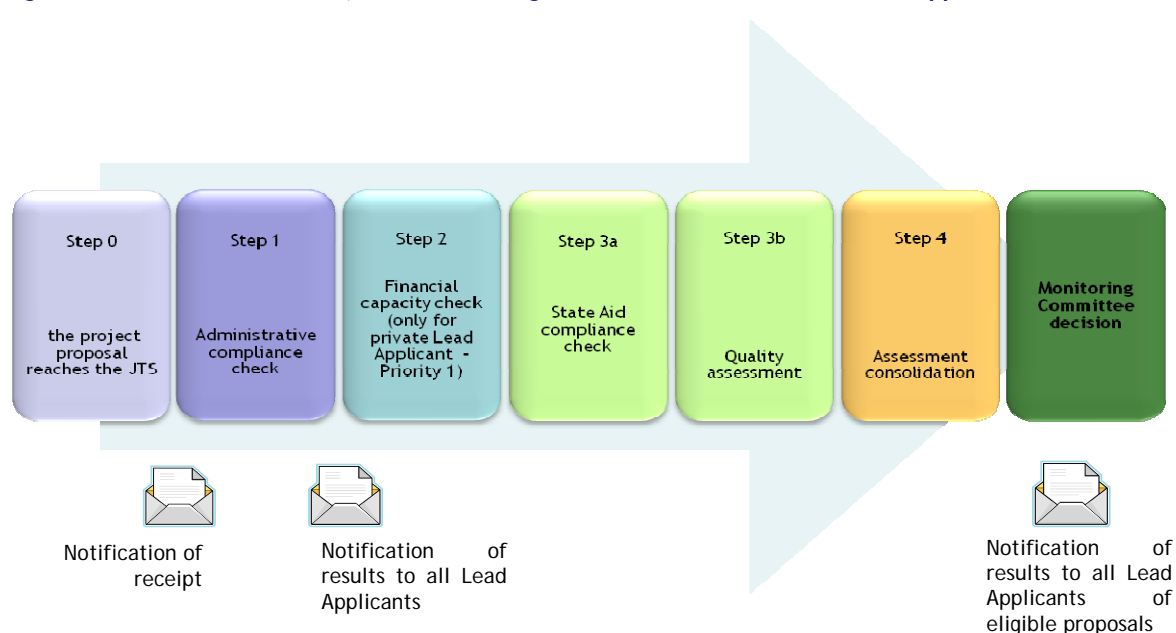 Step 0
the project
proposal
reaches the JTS
Step 1
Administrative
compliance
check
Step 2
Financial
capacity check
(only for
private Lead
Applicant -
Priority 1)
Step 3a
State Aid
compliance
check
Step 3b
Quality
assessment
Step 4
Assessment
consolidation
Monitoring
Committee
decision
Notification of
receipt
Notification of
results to all Lead
Applicants
Notification of
results to all Lead
Applicants of
eligible proposals